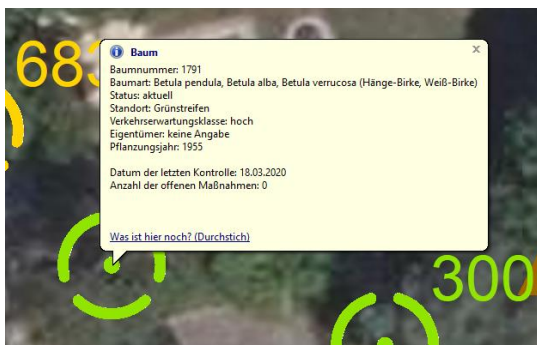 683
Baum
Baumnummer: 1791
Baumart: Betula pendula, Betula alba, Betula verrucosa (Hänge-Birke, Weiß-Birke)
Status: aktuell
Standort: Grünstreifen
Verkehrserwartungsklasse: hoch
Eigentümer: keine Angabe
Pflanzungsjahr: 1955
Datum der letzten Kontrolle: 18.03.2020
Anzahl der offenen Maßnahmen: 0
Was ist hier noch? (Durchstich)
300